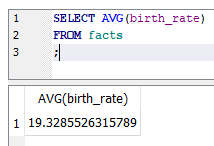 1 SELECT AVG(birth_rate)
2 FROM facts
3 ;
AVG(birth_rate)
1 19.3285526315789